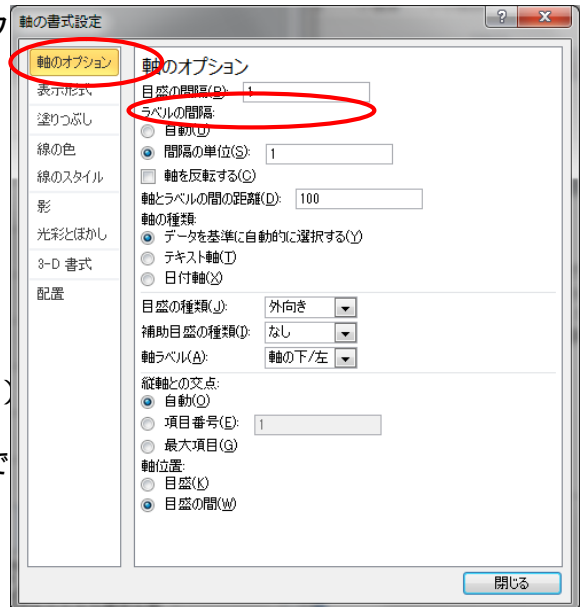 ク
軸の書式設定
軸のオプション
表示形式
塗りつぶし
線の色
線のスタイル
影
光彩とぼかし
3-D 書式
配置
軸のオプション
目盛の間隔(B): 1
ラベルの間隔:
自動(U)
間隔の単位(S): 1
軸を反転する(C)
軸とラベルの間の距離(D): 100
軸の種類:
データを基準に自動的に選択する(Y)
テキスト軸(T)
日付軸(X)
目盛の種類(J): 外向き
補助目盛の種類(I): なし
軸ラベル(A): 軸の下/左
縦軸との交点:
自動(O)
項目番号(E): 1
最大項目(G)
軸位置:
目盛(K)
目盛の間(W)
)
で
閉じる